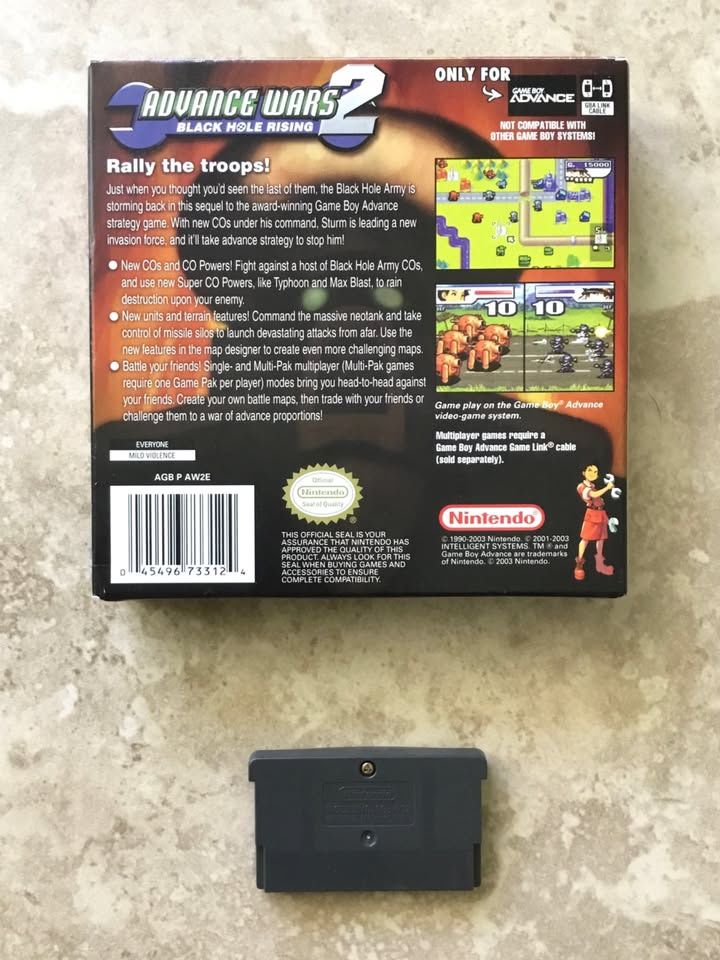 ADVANCE WARS 2
BLACK HOLE RISING
ONLY FOR
GAME BOY
ADVANCE
GBA LINK
CABLE
NOT COMPATIBLE WITH
OTHER GAME BOY SYSTEMS!
Rally the troops!
Just when you thought you'd seen the last of them, the Black Hole Army is
storming back in this sequel to the award-winning Game Boy Advance
strategy game. With new COs under his command, Sturm is leading a new
invasion force, and it'll take advance strategy to stop him!
● New COs and CO Powers! Fight against a host of Black Hole Army COs,
and use new Super CO Powers, like Typhoon and Max Blast, to rain
destruction upon your enemy.
● New units and terrain features! Command the massive neotank and take
control of missile silos to launch devastating attacks from afar. Use the
new features in the map designer to create even more challenging maps.
● Battle your friends! Single- and Multi-Pak multiplayer (Multi-Pak games
require one Game Pak per player) modes bring you head-to-head against
your friends. Create your own battle maps, then trade with your friends or
challenge them to a war of advance proportions!
G. 15000
10 10
Game play on the Game Boy® Advance
video-game system.
Multiplayer games require a
Game Boy Advance Game Link® cable
(sold separately).
EVERYONE
MILD VIOLENCE
AGB P AW2E
0 45496 73312 4
Official
Nintendo
Seal of Quality
®
THIS OFFICIAL SEAL IS YOUR
ASSURANCE THAT NINTENDO HAS
APPROVED THE QUALITY OF THIS
PRODUCT. ALWAYS LOOK FOR THIS
SEAL WHEN BUYING GAMES AND
ACCESSORIES TO ENSURE
COMPLETE COMPATIBILITY.
Nintendo®
© 1990-2003 Nintendo. © 2001-2003
INTELLIGENT SYSTEMS. TM ® and
Game Boy Advance are trademarks
of Nintendo. © 2003 Nintendo.
Nintendo